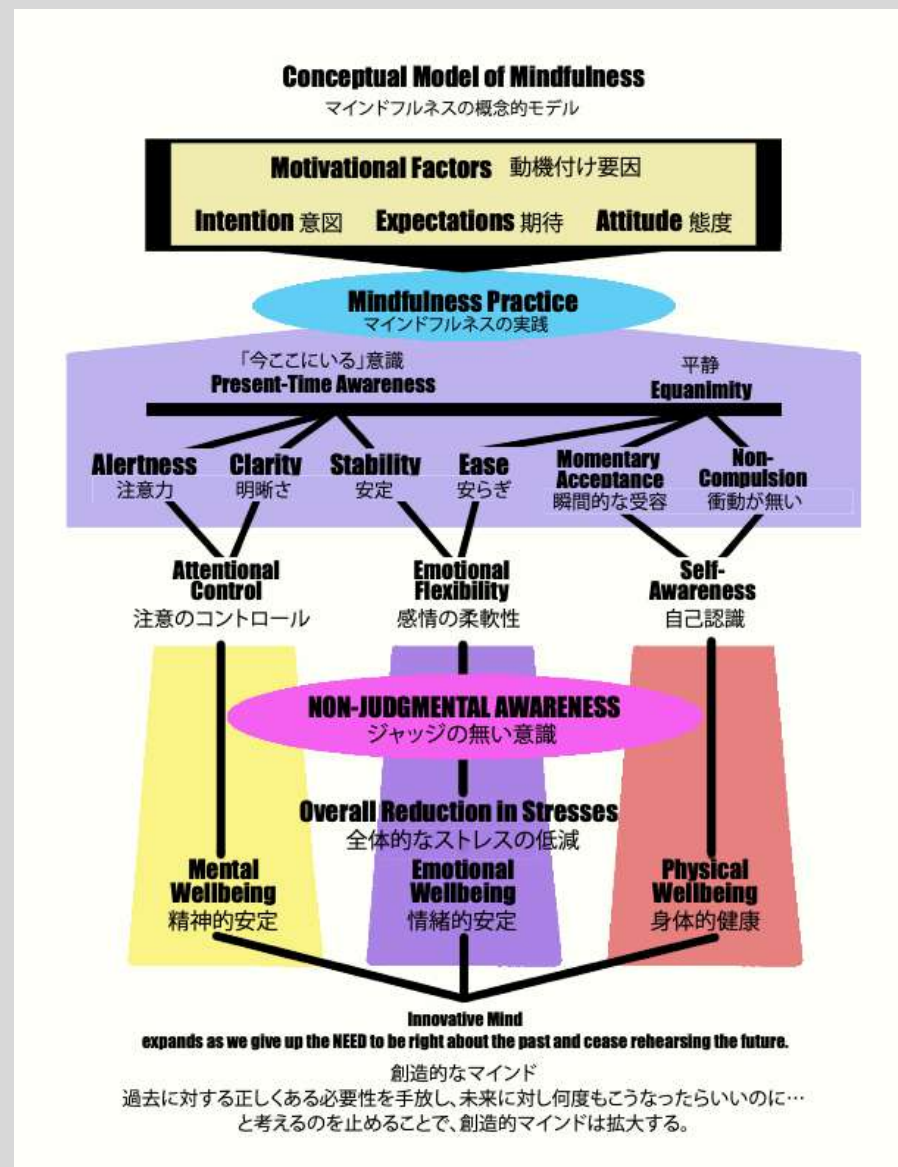 Conceptual Model of Mindfulness
マインドフルネスの概念的モデル
Motivational Factors 動機付け要因
Intention 意図 Expectations 期待 Attitude 態度
Mindfulness Practice
マインドフルネスの実践
「今ここにいる」意識
Present-Time Awareness
平静
Equanimity
Alertness
注意力
Clarity
明晰さ
Stability
安定
Ease
安らぎ
Momentary
Acceptance
瞬間的な受容
Non-
Compulsion
衝動が無い
Attentional
Control
注意のコントロール
Emotional
Flexibility
感情の柔軟性
Self-
Awareness
自己認識
NON-JUDGMENTAL AWARENESS
ジャッジの無い意識
Overall Reduction in Stresses
全体的なストレスの低減
Mental
Wellbeing
精神的安定
Emotional
Wellbeing
情緒的安定
Physical
Wellbeing
身体的健康
Innovative Mind
expands as we give up the NEED to be right about the past and cease rehearsing the future.
創造的なマインド
過去に対する正しくある必要性を手放し、未来に対し何度もこうなったらいいのに…
と考えるのを止めることで、創造的マインドは拡大する。